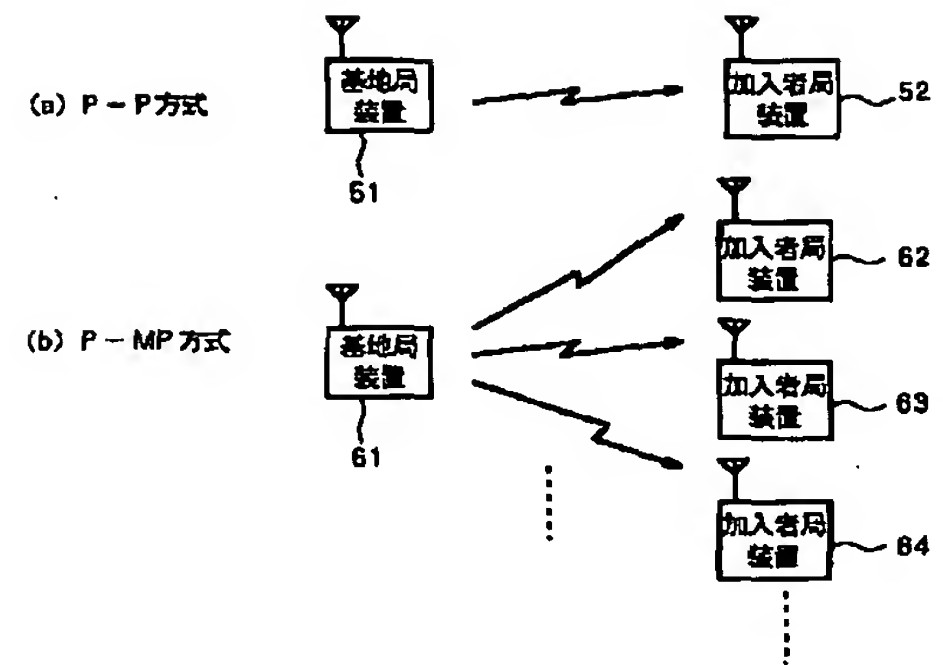 (a) P-P方式
基地局
装置
51
加入者局
装置
52
(b) P-MP方式
基地局
装置
61
加入者局
装置
62
加入者局
装置
63
加入者局
装置
64